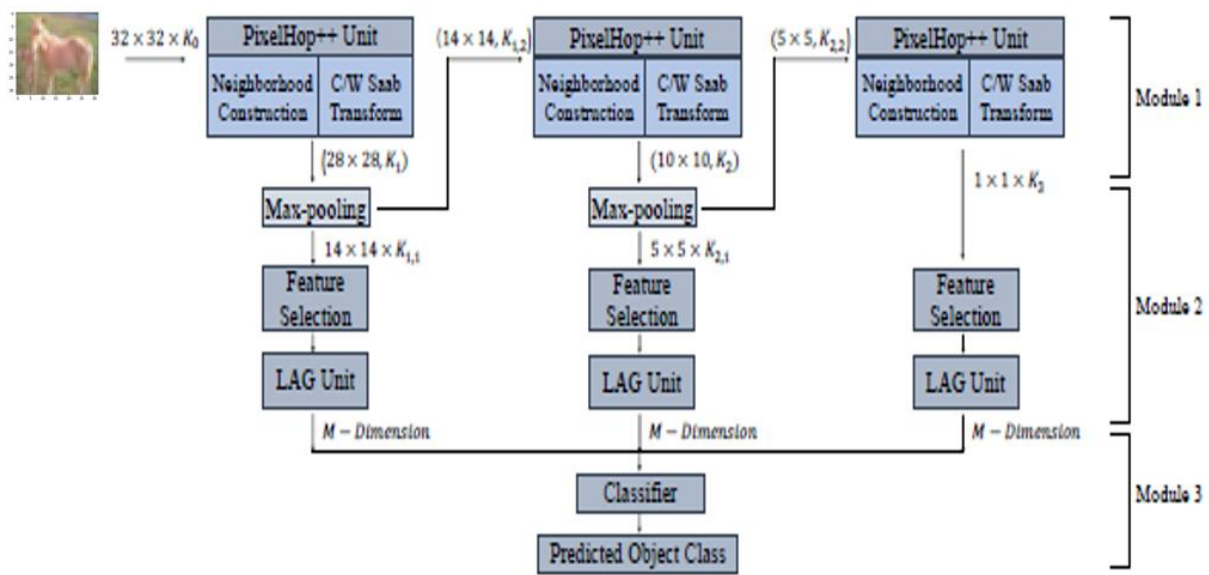 32 × 32 × K₀
PixelHop++ Unit
Neighborhood
Construction
C/W Saab
Transform
(14 × 14, K₁,₂)
PixelHop++ Unit
Neighborhood
Construction
C/W Saab
Transform
(5 × 5, K₂,₂)
PixelHop++ Unit
Neighborhood
Construction
C/W Saab
Transform
Module 1
(28 × 28, K₁)
(10 × 10, K₂)
1 × 1 × K₃
Max-pooling
Max-pooling
14 × 14 × K₁,₁
5 × 5 × K₂,₁
Feature
Selection
Feature
Selection
Feature
Selection
Module 2
LAG Unit
LAG Unit
LAG Unit
M − Dimension
M − Dimension
M − Dimension
Classifier
Module 3
Predicted Object Class